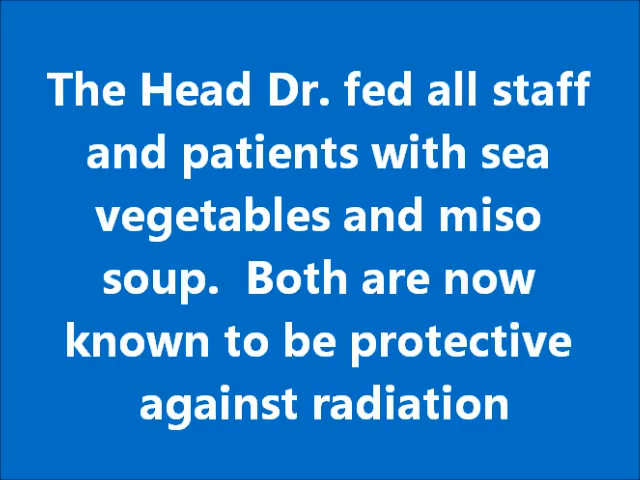 The Head Dr. fed all staff
and patients with sea
vegetables and miso
soup.  Both are now
known to be protective
against radiation